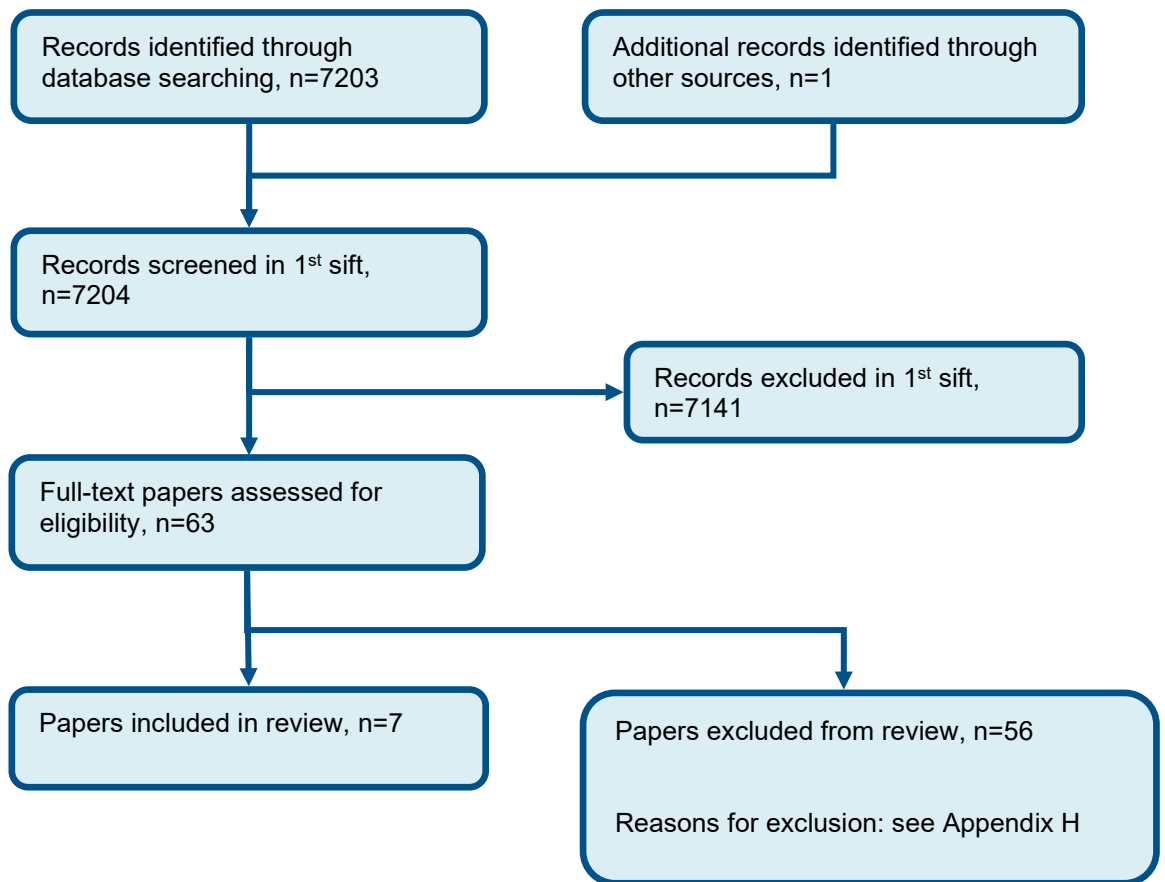 Records identified through
database searching, n=7203
Additional records identified through
other sources, n=1
Records screened in 1st sift,
n=7204
Records excluded in 1st sift,
n=7141
Full-text papers assessed for
eligibility, n=63
Papers included in review, n=7
Papers excluded from review, n=56
Reasons for exclusion: see Appendix H